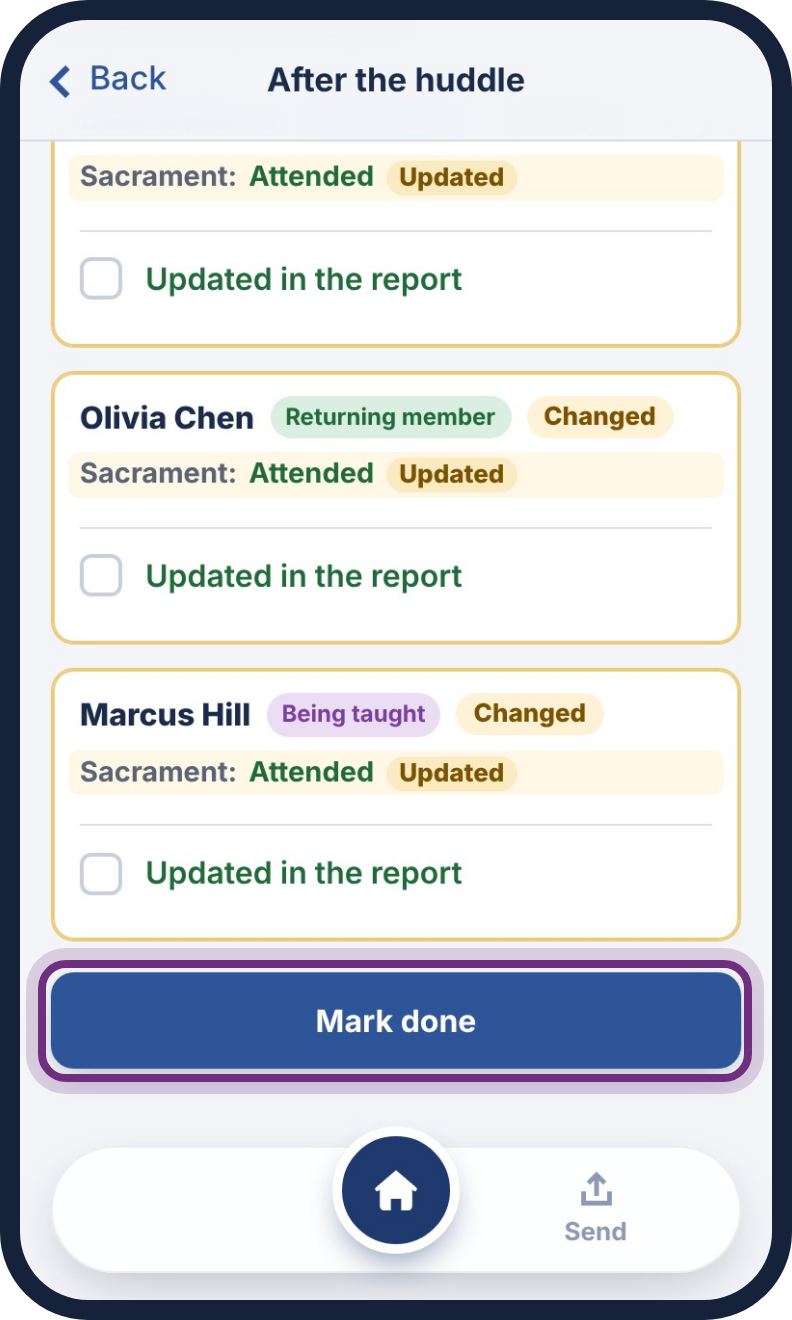 Back
After the huddle
Sacrament: Attended Updated
Updated in the report
Olivia Chen Returning member Changed
Sacrament: Attended Updated
Updated in the report
Marcus Hill Being taught Changed
Sacrament: Attended Updated
Updated in the report
Mark done
Send